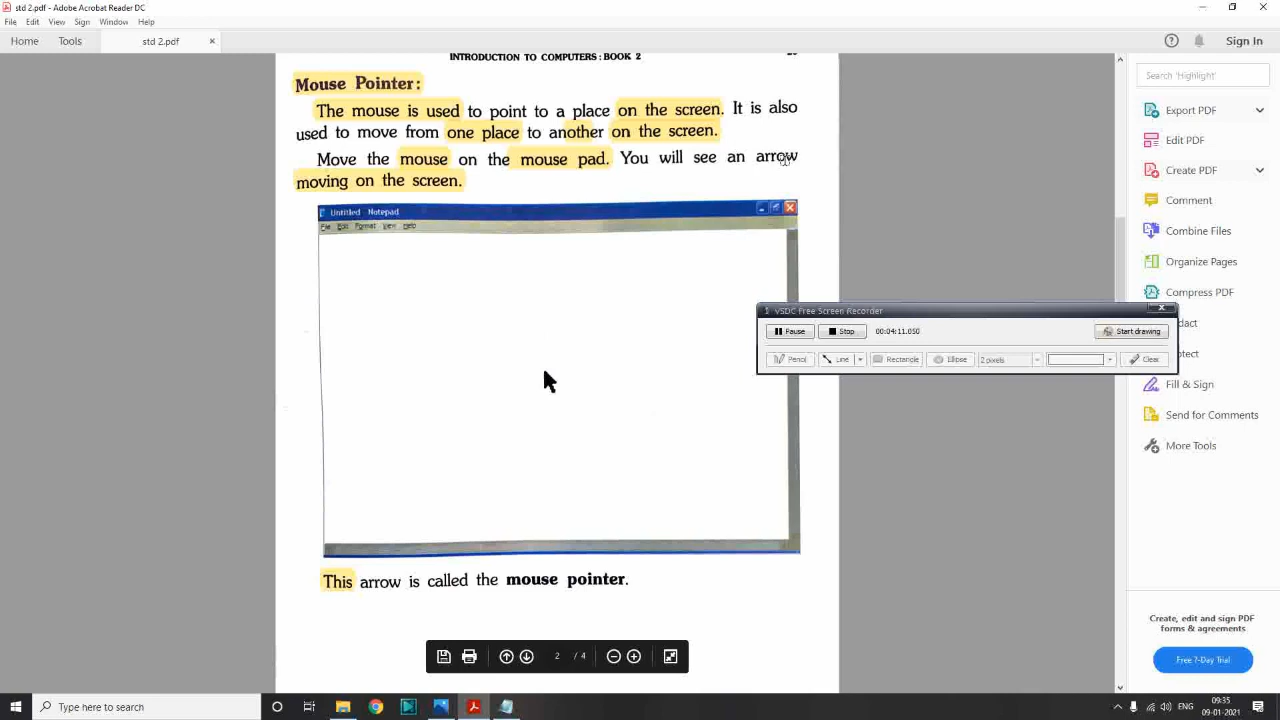 std 2.pdf - Adobe Acrobat Reader DC
File Edit View Sign Window Help
Home Tools std 2.pdf × Sign In
INTRODUCTION TO COMPUTERS : BOOK 2
Mouse Pointer :
The mouse is used to point to a place on the screen. It is also
used to move from one place to another on the screen.
Move the mouse on the mouse pad. You will see an arrow
moving on the screen.
Untitled Notepad
File Edit Format View Help
This arrow is called the mouse pointer.
2 / 4
VSDC Free Screen Recorder
Pause Stop 00:04:11.050 Start drawing
Pencil Line Rectangle Ellipse 2 pixels Clear
Search 'Highlight'
Export PDF
Edit PDF
Create PDF
Comment
Combine Files
Organize Pages
Compress PDF
Fill & Sign
Send for Comments
More Tools
Create, edit and sign PDF
forms & agreements
Free 7-Day Trial
Type here to search
ENG
09:35
09-01-2021